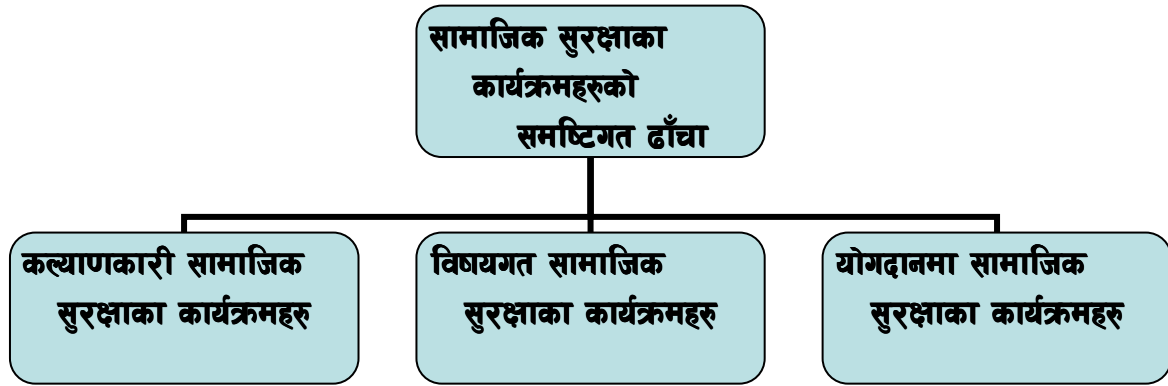 सामाजिक सुरक्षाका
कार्यक्रमहरुको
समष्टिगत ढाँचा
कल्याणकारी सामाजिक
सुरक्षाका कार्यक्रमहरु
विषयगत सामाजिक
सुरक्षाका कार्यक्रमहरु
योगदानमा सामाजिक
सुरक्षाका कार्यक्रमहरु